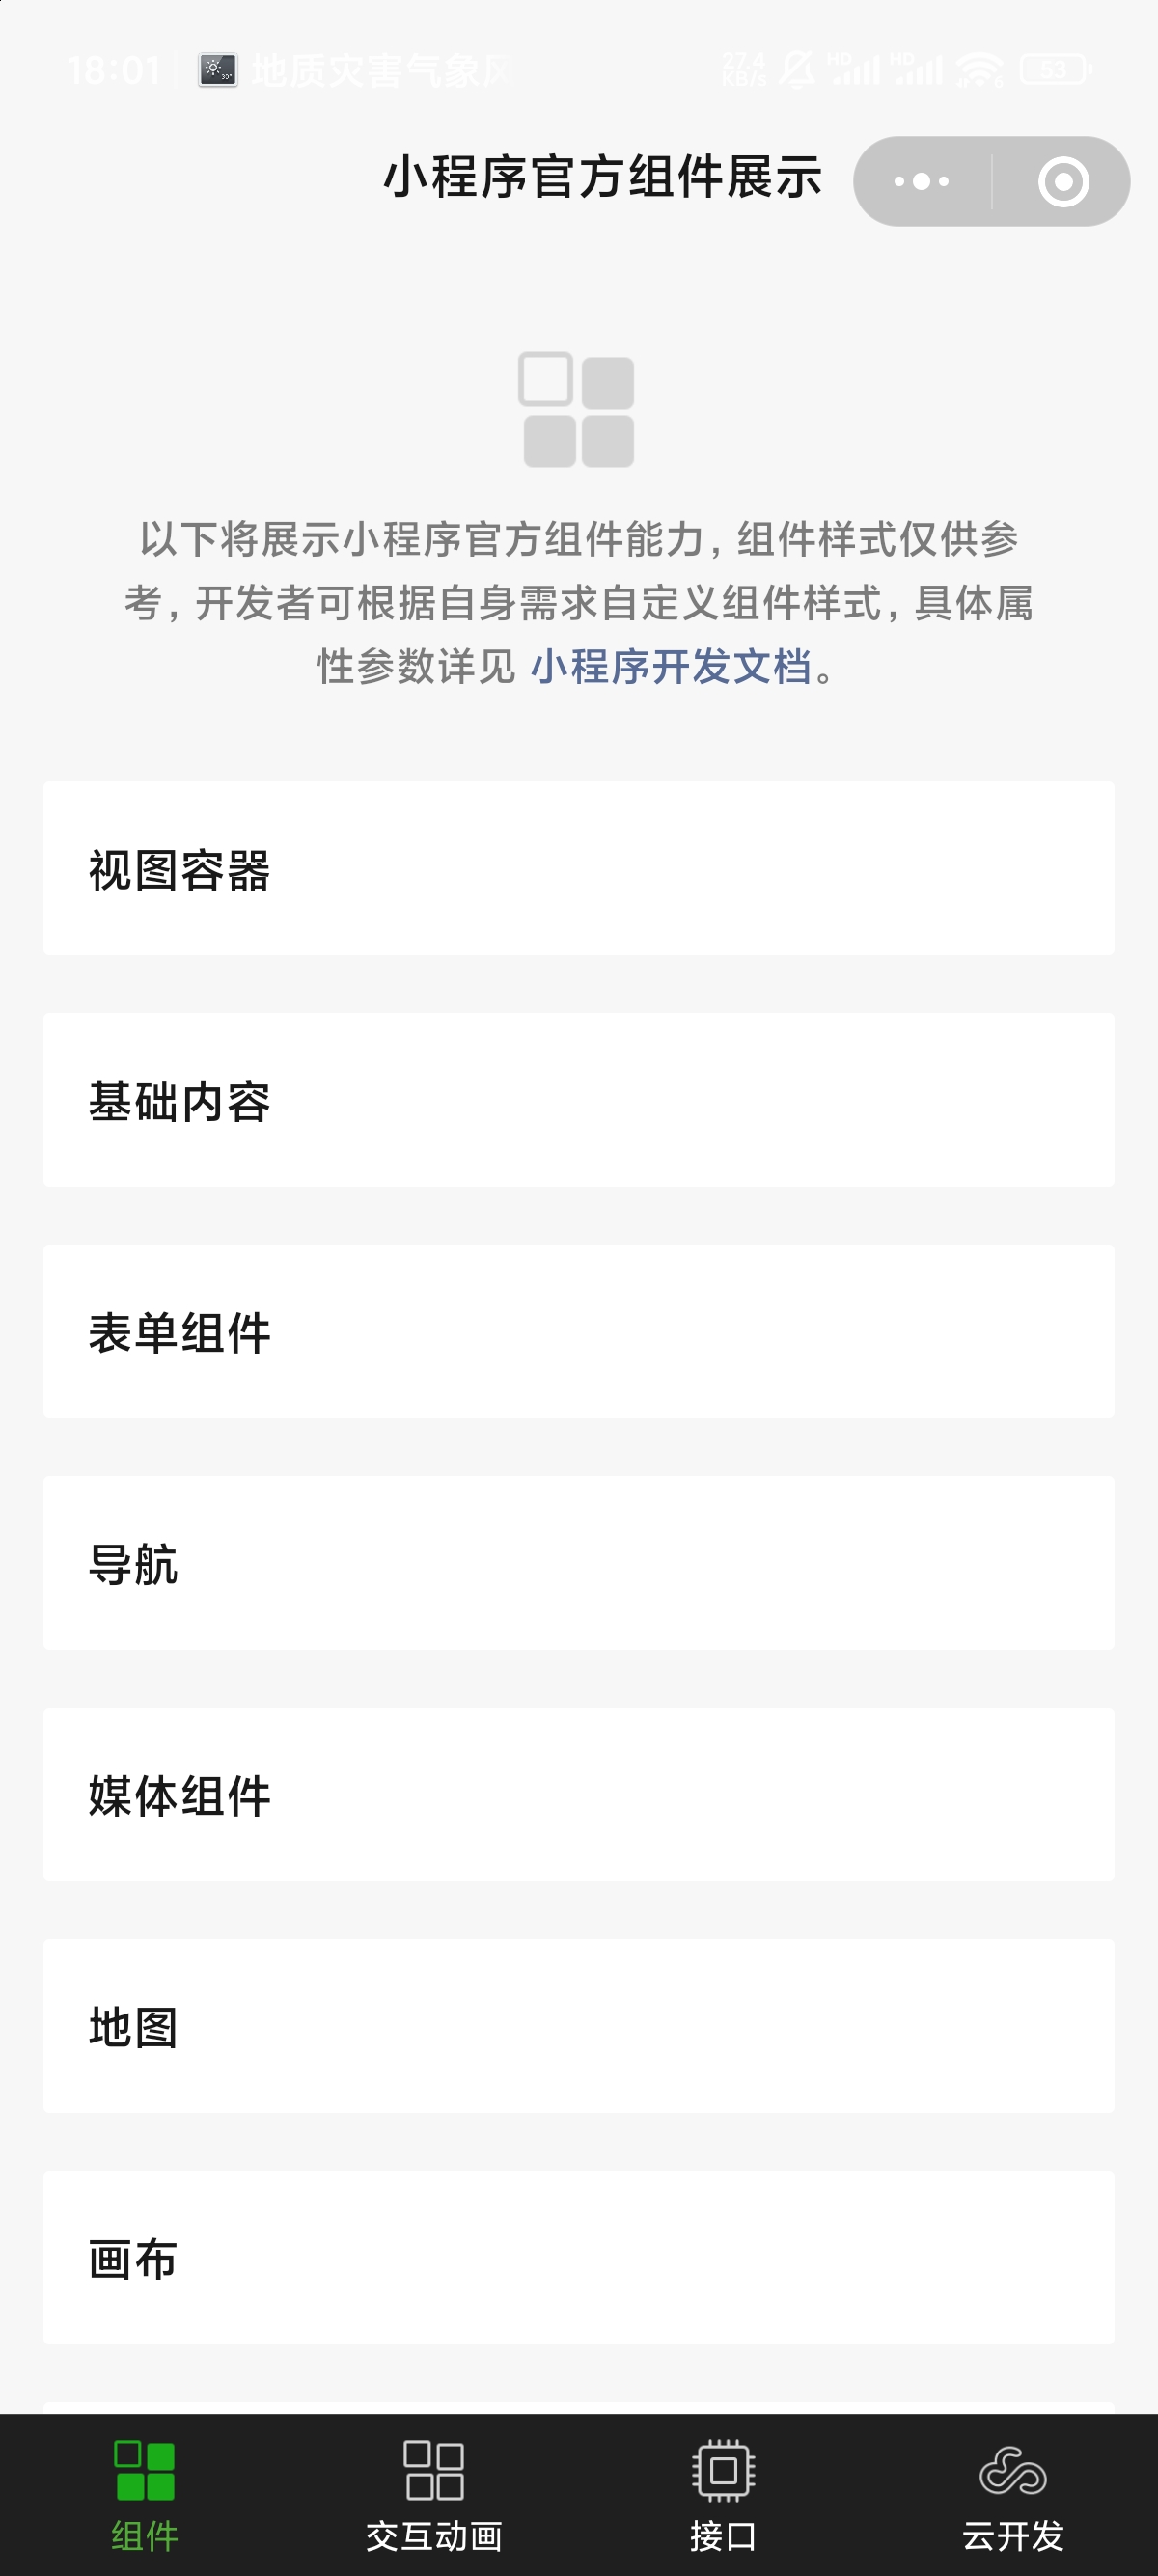 18:01 地质灾害气象
27.4 KB/s HD HD 6 53
小程序官方组件展示
以下将展示小程序官方组件能力，组件样式仅供参
考，开发者可根据自身需求自定义组件样式，具体属
性参数详见 小程序开发文档。
视图容器
基础内容
表单组件
导航
媒体组件
地图
画布
组件 交互动画 接口 云开发